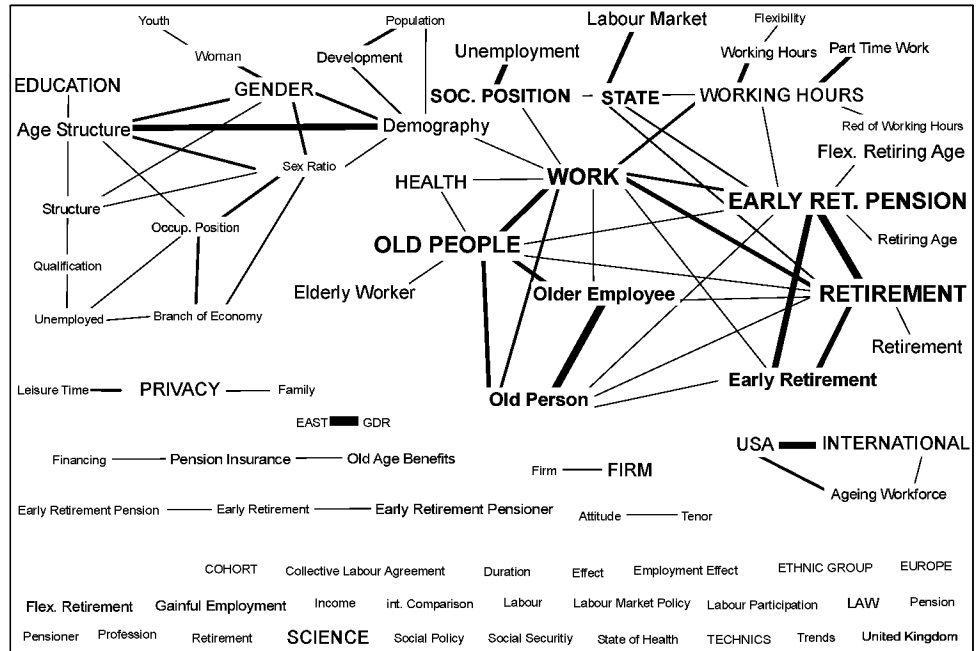 Youth
Population
Labour Market
Flexibility
Woman
Development
Unemployment
Working Hours
Part Time Work
EDUCATION
GENDER
SOC. POSITION
STATE
WORKING HOURS
Age Structure
Demography
Red of Working Hours
Sex Ratio
HEALTH
WORK
Flex. Retiring Age
Structure
Occup. Position
EARLY RET. PENSION
OLD PEOPLE
Retiring Age
Qualification
Elderly Worker
Older Employee
RETIREMENT
Unemployed
Branch of Economy
Retirement
Leisure Time
PRIVACY
Family
Old Person
Early Retirement
EAST
GDR
USA
INTERNATIONAL
Financing
Pension Insurance
Old Age Benefits
Firm
FIRM
Ageing Workforce
Early Retirement Pension
Early Retirement
Early Retirement Pensioner
Attitude
Tenor
COHORT
Collective Labour Agreement
Duration
Effect
Employment Effect
ETHNIC GROUP
EUROPE
Flex. Retirement
Gainful Employment
Income
int. Comparison
Labour
Labour Market Policy
Labour Participation
LAW
Pension
Pensioner
Profession
Retirement
SCIENCE
Social Policy
Social Securitiy
State of Health
TECHNICS
Trends
United Kingdom